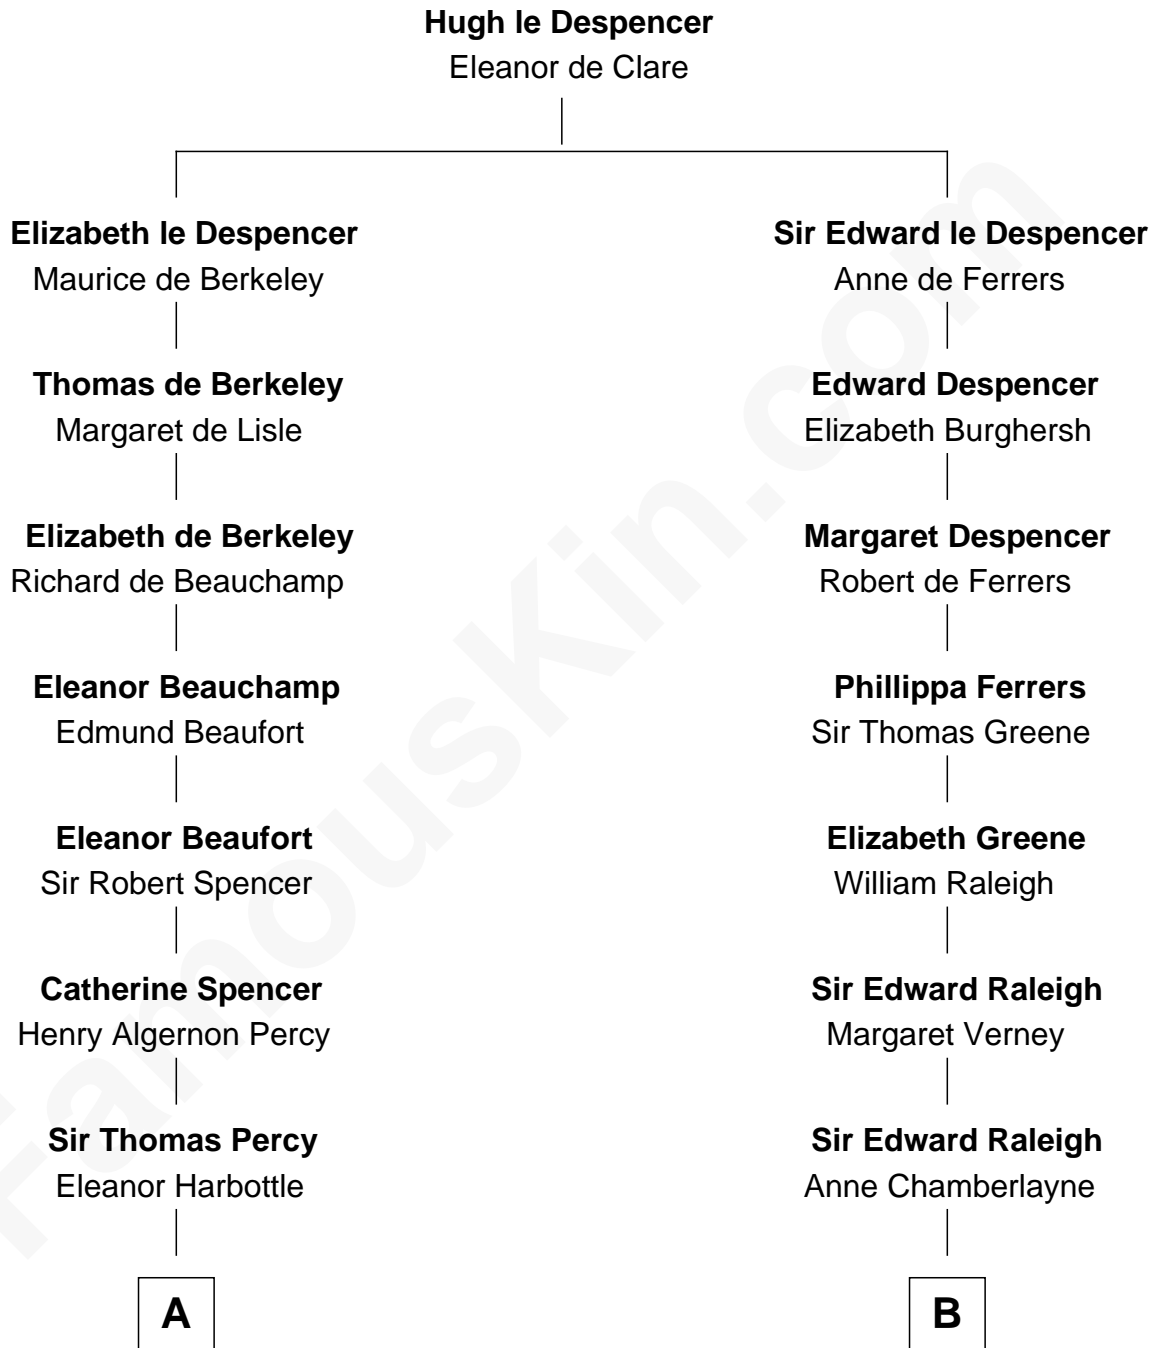 Hugh le Despencer
Eleanor de Clare
Elizabeth le Despencer
Maurice de Berkeley
Sir Edward le Despencer
Anne de Ferrers
Thomas de Berkeley
Margaret de Lisle
Edward Despencer
Elizabeth Burghersh
Elizabeth de Berkeley
Richard de Beauchamp
Margaret Despencer
Robert de Ferrers
Eleanor Beauchamp
Edmund Beaufort
Phillippa Ferrers
Sir Thomas Greene
Eleanor Beaufort
Sir Robert Spencer
Elizabeth Greene
William Raleigh
Catherine Spencer
Henry Algernon Percy
Sir Edward Raleigh
Margaret Verney
Sir Thomas Percy
Eleanor Harbottle
Sir Edward Raleigh
Anne Chamberlayne
A
B
FamousKin.com